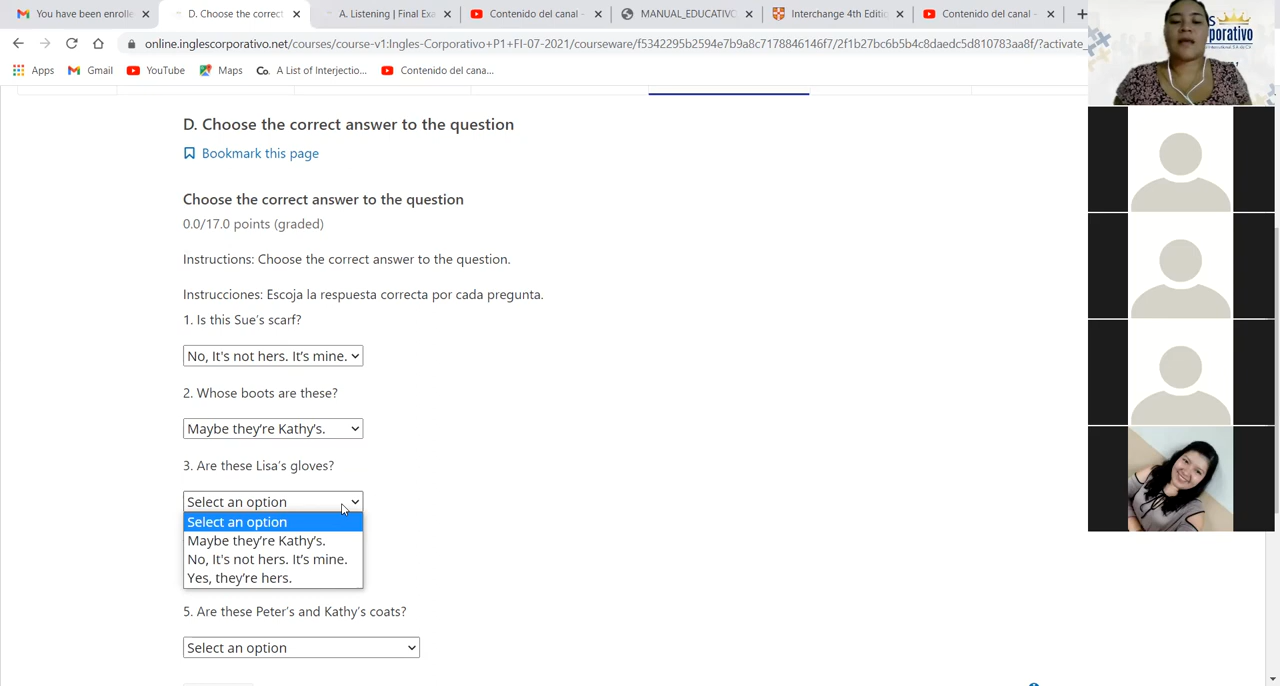 You have been enrolle
D. Choose the correct
A. Listening | Final Exa
Contenido del canal -
MANUAL_EDUCATIVO
Interchange 4th Editio
Contenido del canal -
online.inglescorporativo.net/courses/course-v1:Ingles-Corporativo+P1+FI-07-2021/courseware/f5342295b2594e7b9a8c7178846146f7/2f1b27bc6b5b4c8daedc5d810783aa8f/?activate_
Apps
Gmail
YouTube
Maps
Co. A List of Interjectio...
Contenido del cana...
D. Choose the correct answer to the question
Bookmark this page
Choose the correct answer to the question
0.0/17.0 points (graded)
Instructions: Choose the correct answer to the question.
Instrucciones: Escoja la respuesta correcta por cada pregunta.
1. Is this Sue's scarf?
No, It's not hers. It's mine.
2. Whose boots are these?
Maybe they're Kathy's.
3. Are these Lisa's gloves?
Select an option
Select an option
Maybe they're Kathy's.
No, It's not hers. It's mine.
Yes, they're hers.
5. Are these Peter's and Kathy's coats?
Select an option